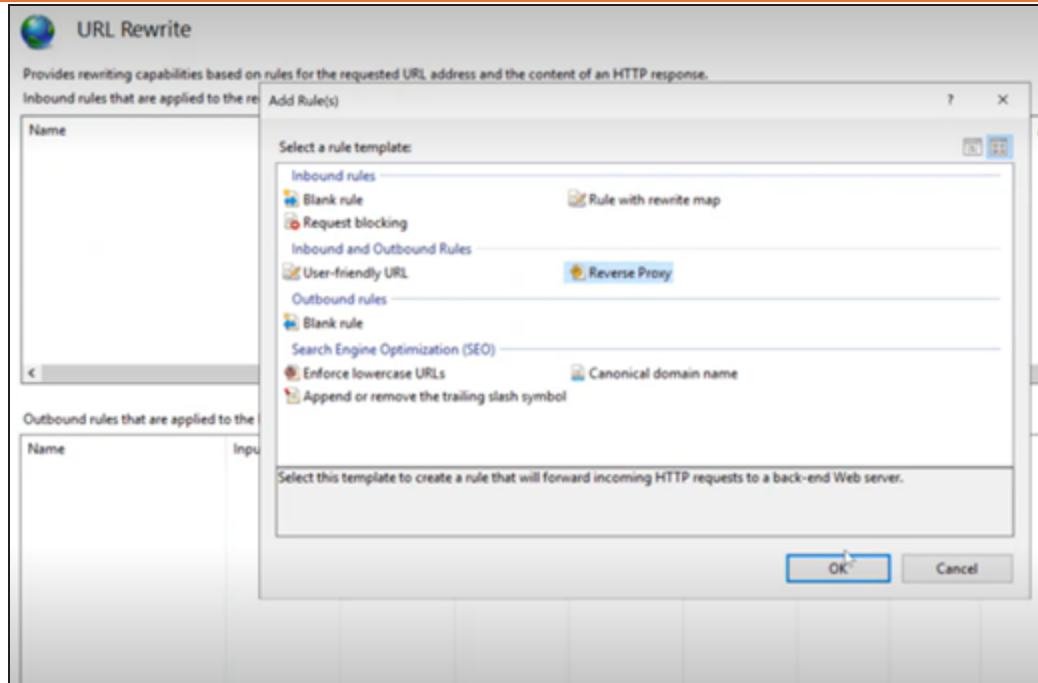 URL Rewrite
Provides rewriting capabilities based on rules for the requested URL address and the content of an HTTP response.
Inbound rules that are applied to the re
Name
Add Rule(s)
?
Select a rule template:
Inbound rules
Blank rule
Rule with rewrite map
Request blocking
Inbound and Outbound Rules
User-friendly URL
Reverse Proxy
Outbound rules
Blank rule
Search Engine Optimization (SEO)
Enforce lowercase URLs
Canonical domain name
Append or remove the trailing slash symbol
Select this template to create a rule that will forward incoming HTTP requests to a back-end Web server.
OK
Cancel
Outbound rules that are applied to the
Name
Inpu